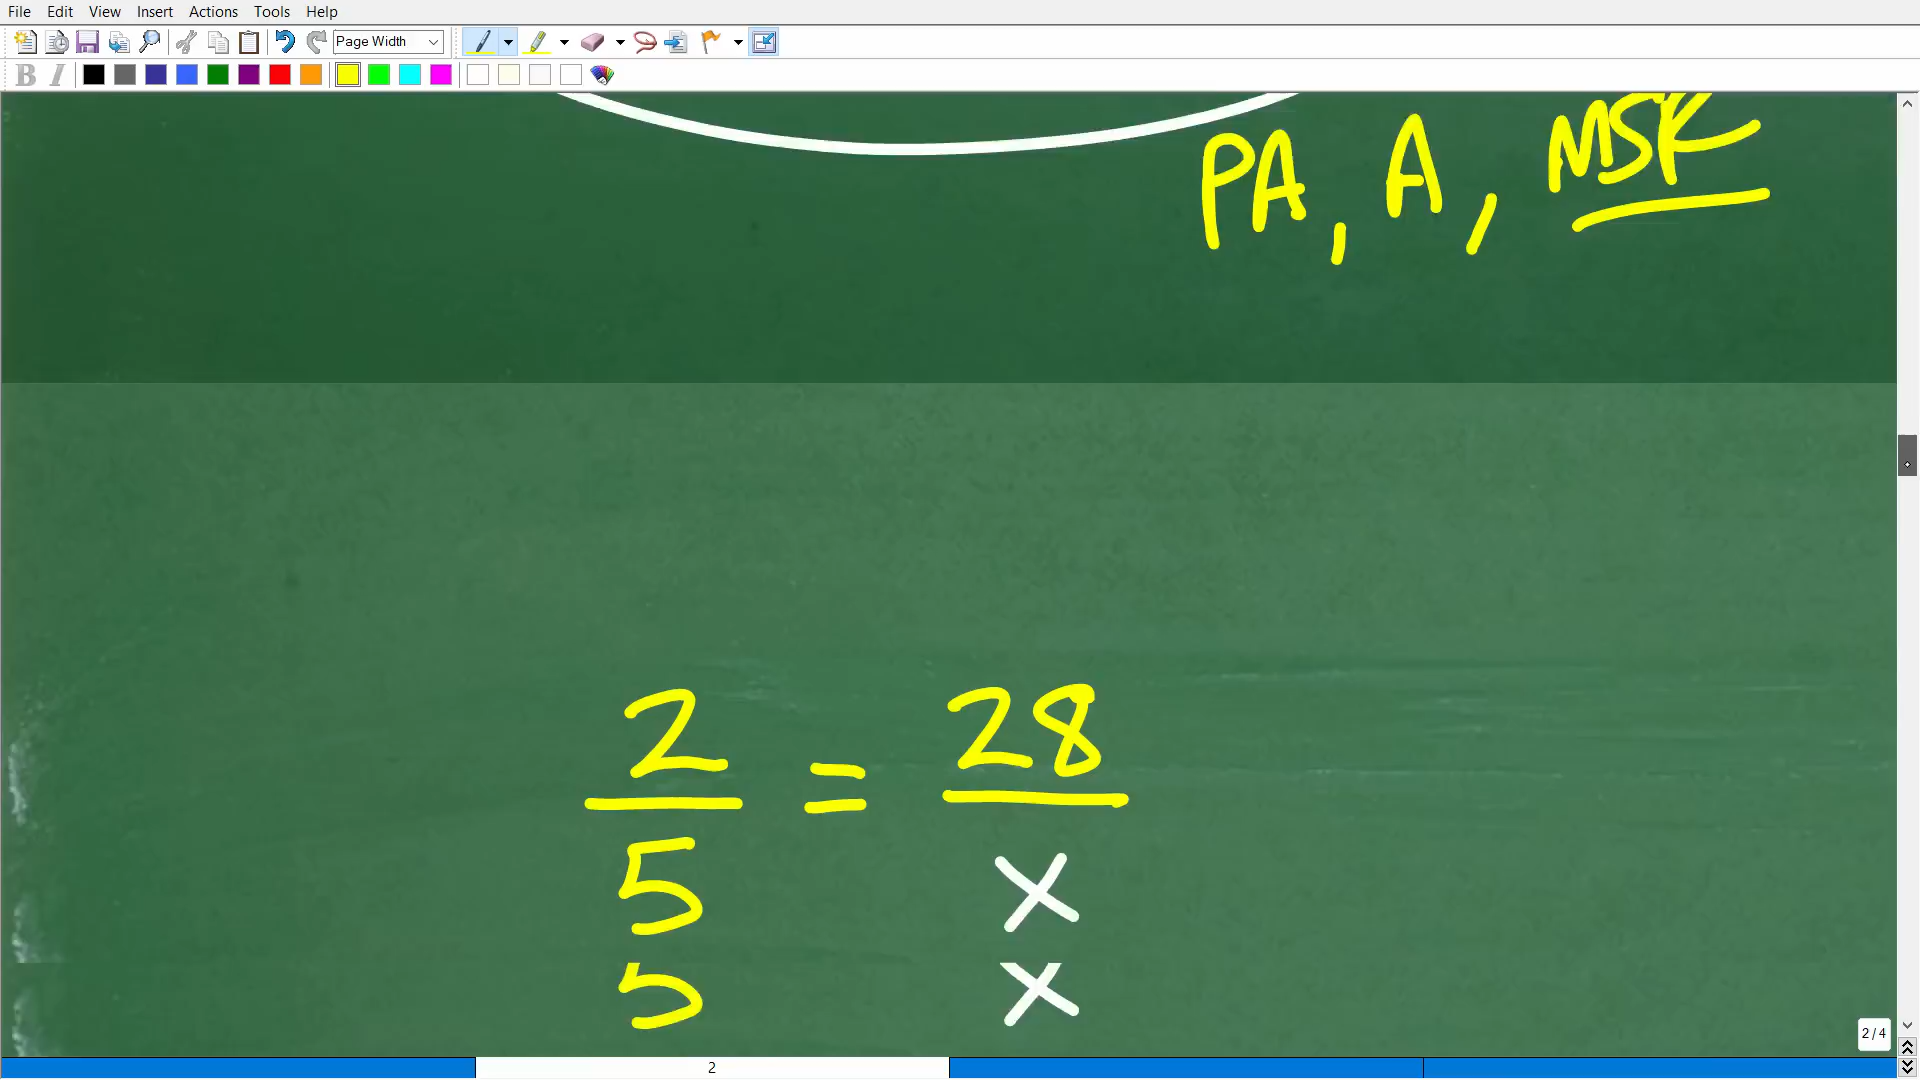 File Edit View Insert Actions Tools Help
Page Width
B I
PA, A, MSK
2 = 28
5 x
5 x
2 / 4
2